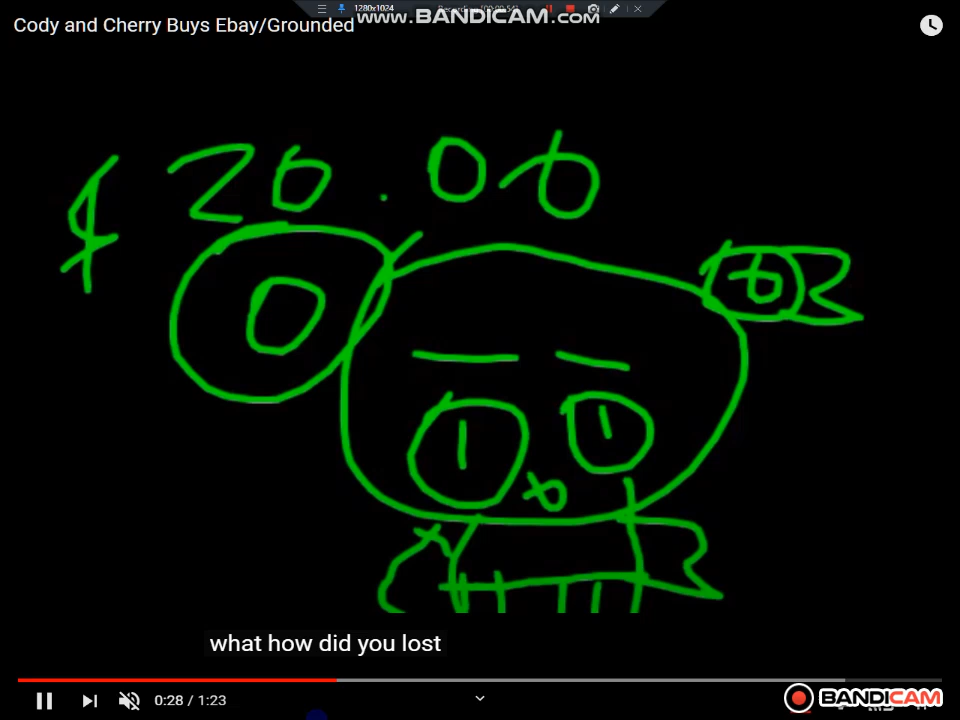 1280x1024
www.BANDICAM.com
Cody and Cherry Buys Ebay/Grounded
$20.00
what how did you lost
0:28 / 1:23
BANDICAM